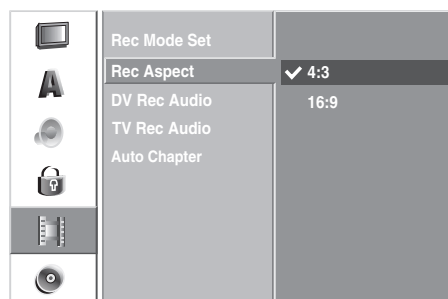 Rec Mode Set
Rec Aspect
4:3
DV Rec Audio
16:9
TV Rec Audio
Auto Chapter